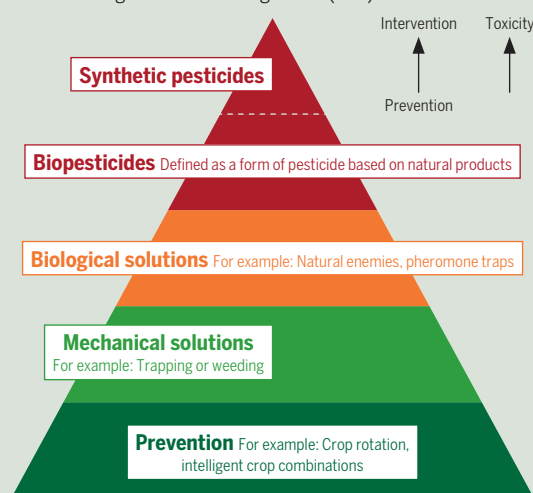 Intervention
Toxicity
Prevention
Synthetic pesticides
Biopesticides Defined as a form of pesticide based on natural products
Biological solutions For example: Natural enemies, pheromone traps
Mechanical solutions
For example: Trapping or weeding
Prevention For example: Crop rotation,
intelligent crop combinations